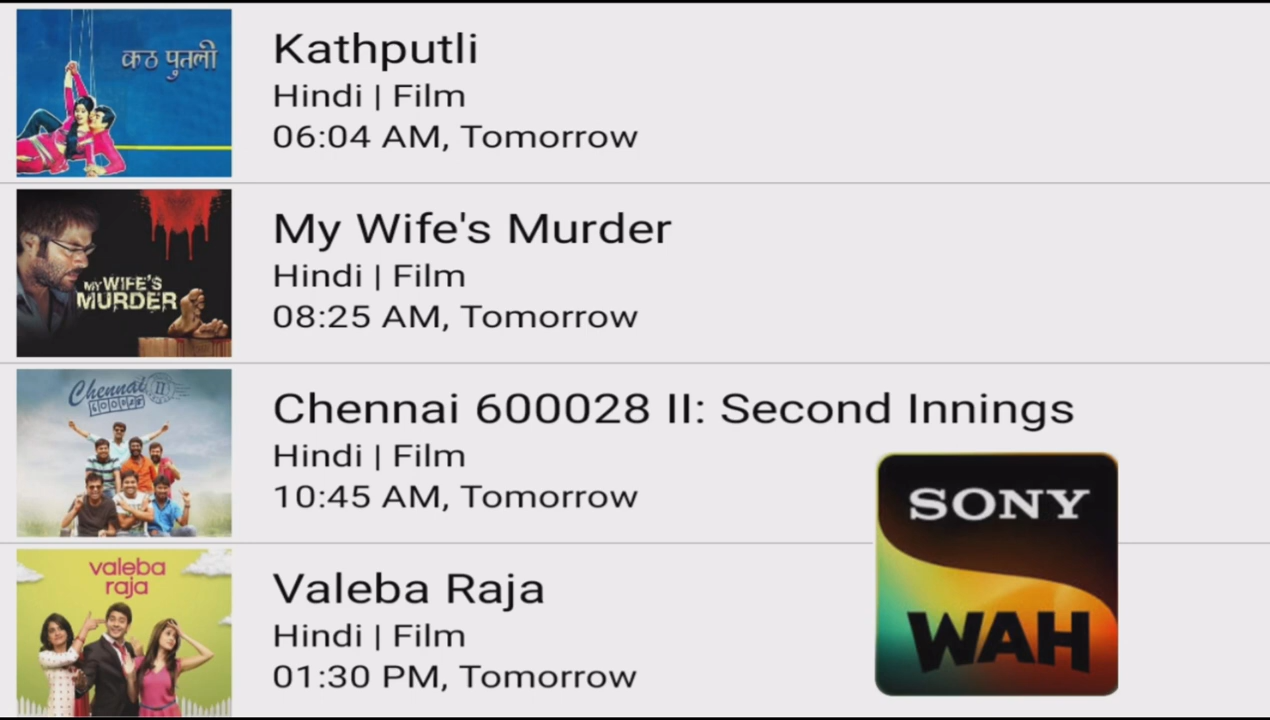 कठ पुतली
Kathputli
Hindi | Film
06:04 AM, Tomorrow
MY WIFE'S
MURDER
My Wife's Murder
Hindi | Film
08:25 AM, Tomorrow
Chennai II
600028
Chennai 600028 II: Second Innings
Hindi | Film
10:45 AM, Tomorrow
valeba
raja
Valeba Raja
Hindi | Film
01:30 PM, Tomorrow
SONY
WAH